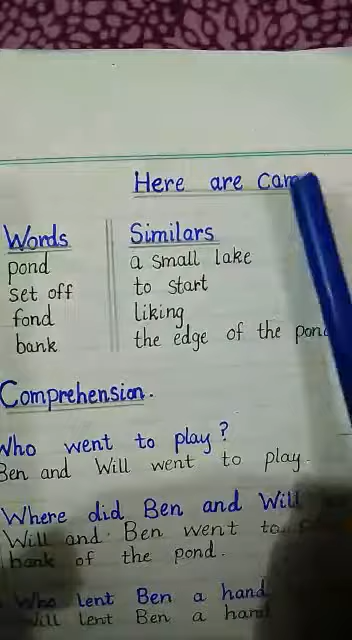 Here are
Words Similars
pond a small lake
set off to start
fond liking
bank the edge of the pond
Comprehension.
Who went to play?
Ben and Will went to play.
Where did Ben and Will
Will and Ben went to
bank of the pond.
Who lent Ben a hand
Will lent Ben a hand